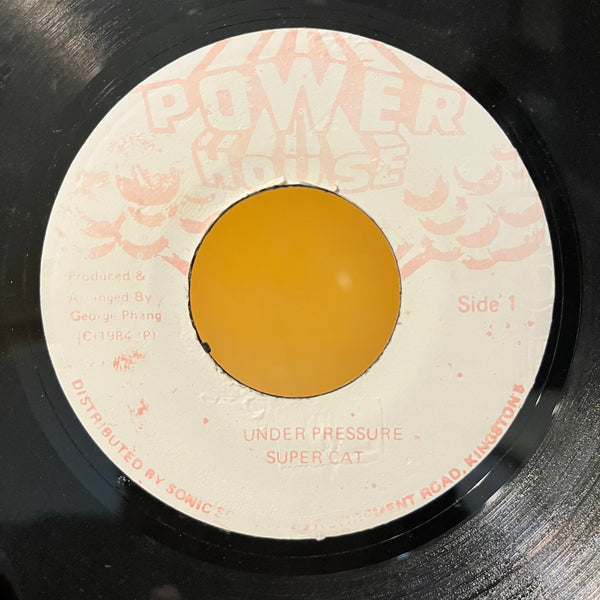 POWER
HOUSE
Produced &
Arranged By
George Phang
(C) 1984 (P)
Side 1
UNDER PRESSURE
SUPER CAT
DISTRIBUTED BY SONIC ROAD, KINGSTON 5